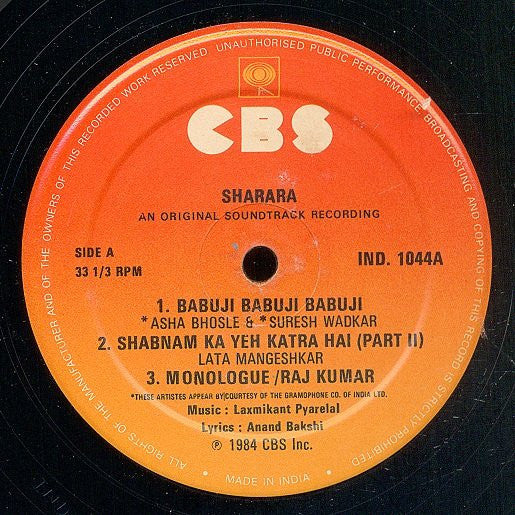 ALL RIGHTS OF THE MANUFACTURER AND OF THE OWNERS OF THIS RECORDED WORK RESERVED UNAUTHORISED PUBLIC PERFORMANCE BROADCASTING AND COPYING OF THIS RECORD IS STRICTLY PROHIBITED
CBS
SHARARA
AN ORIGINAL SOUNDTRACK RECORDING
SIDE A
33 1/3 RPM
IND. 1044A
1. BABUJI BABUJI BABUJI
*ASHA BHOSLE & *SURESH WADKAR
2. SHABNAM KA YEH KATRA HAI (PART II)
LATA MANGESHKAR
3. MONOLOGUE/RAJ KUMAR
*THESE ARTISTES APPEAR BY COURTESY OF THE GRAMOPHONE CO. OF INDIA LTD.
Music : Laxmikant Pyarelal
Lyrics : Anand Bakshi
℗ 1984 CBS Inc.
• MADE IN INDIA •